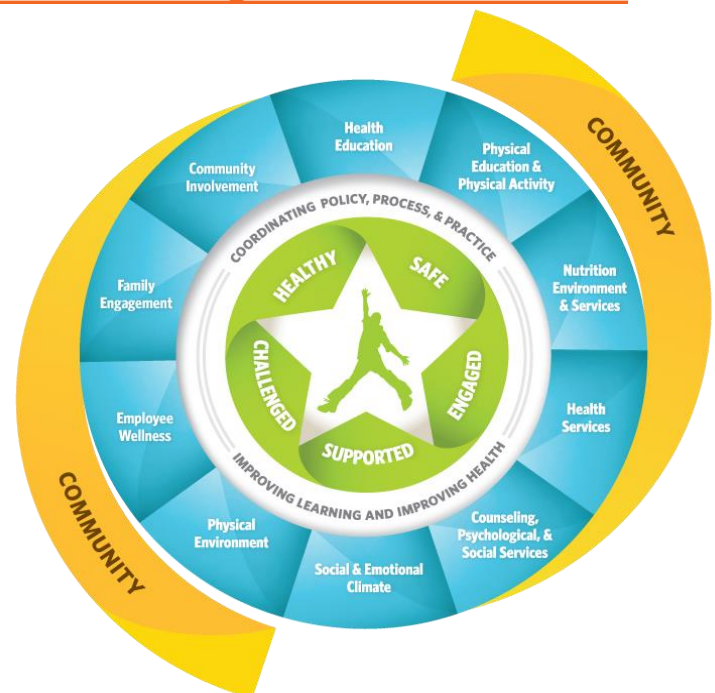 COMMUNITY
Health
Education
Physical
Education &
Physical Activity
Nutrition
Environment
& Services
Health
Services
Counseling,
Psychological, &
Social Services
Social & Emotional
Climate
Physical
Environment
Employee
Wellness
Family
Engagement
Community
Involvement
COORDINATING POLICY, PROCESS, & PRACTICE
IMPROVING LEARNING AND IMPROVING HEALTH
HEALTHY
SAFE
ENGAGED
SUPPORTED
CHALLENGED
COMMUNITY